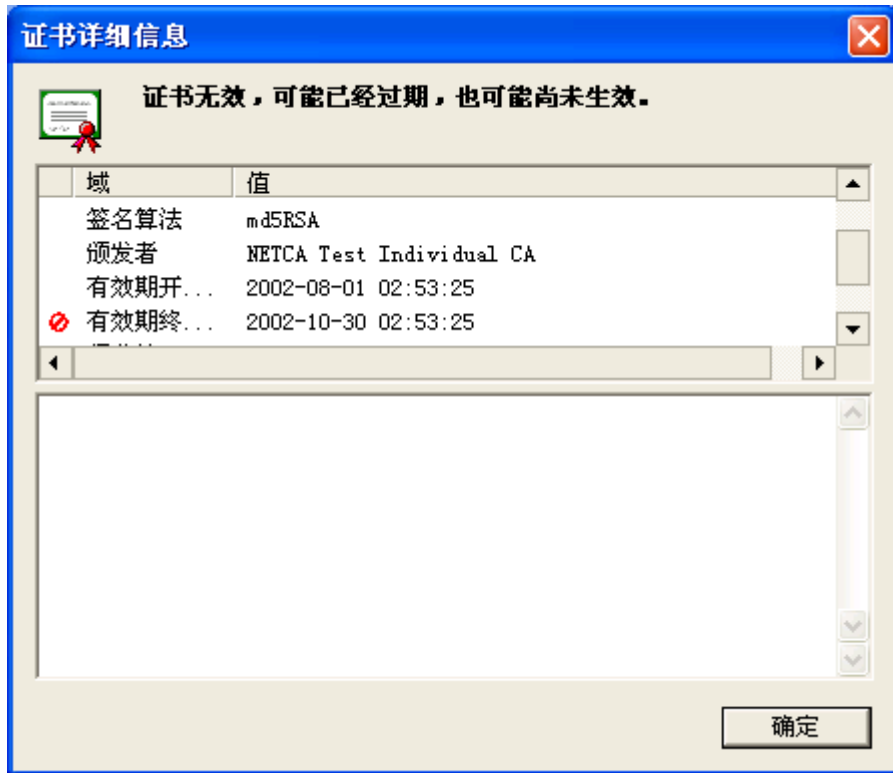 证书详细信息
证书无效，可能已经过期，也可能尚未生效。
域 值
签名算法 md5RSA
颁发者 NETCA Test Individual CA
有效期开... 2002-08-01 02:53:25
有效期终... 2002-10-30 02:53:25
确定